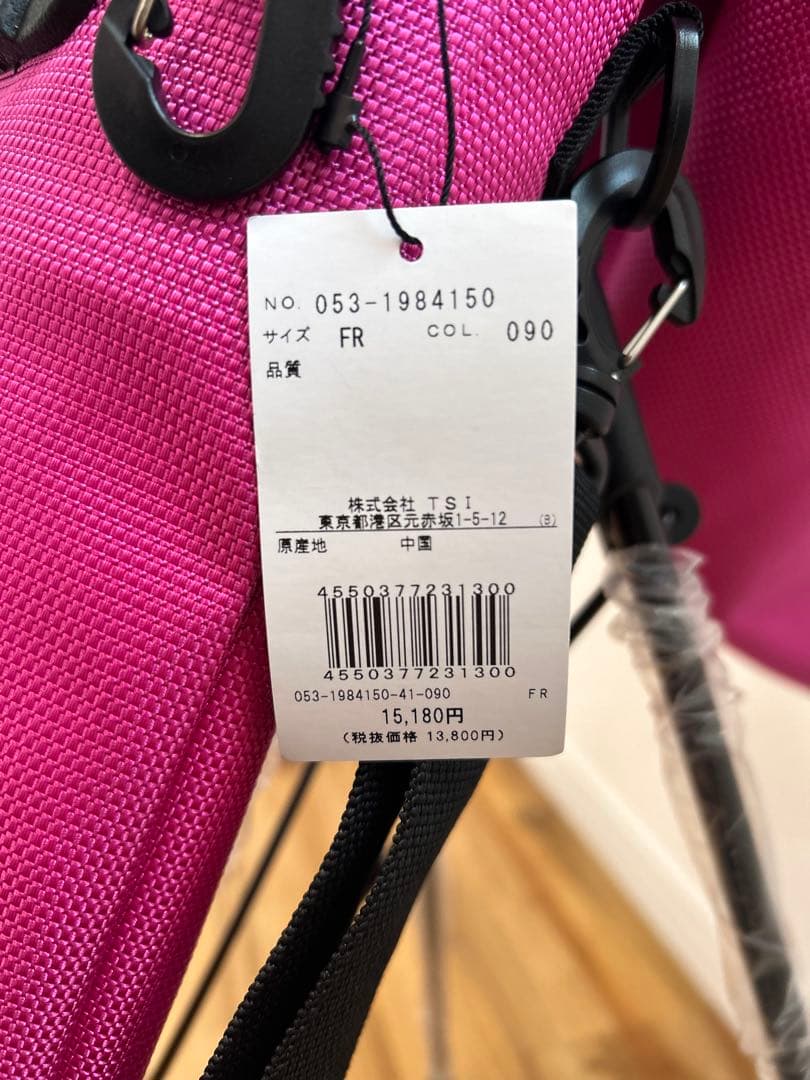 NO. 053-1984150
サイズ FR COL. 090
品質
株式会社 TSI
東京都港区元赤坂1-5-12 (B)
原産地 中国
4550377231300
4550377231300
053-1984150-41-090 FR
15,180円
(税抜価格 13,800円)